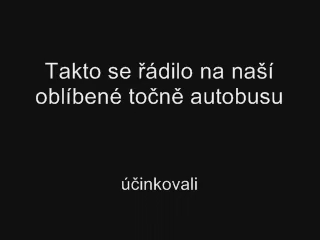 Takto se řádilo na naší
oblíbené točně autobusu
účinkovali